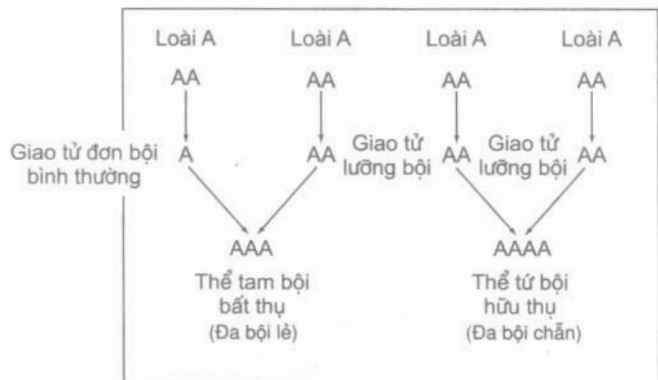 Loài A Loài A Loài A Loài A
AA AA AA AA
Giao tử đơn bội
bình thường
A
AA
Giao tử
lưỡng bội
AA
Giao tử
lưỡng bội
AA
AAA
Thể tam bội
bất thụ
(Đa bội lẻ)
AAAA
Thể tứ bội
hữu thụ
(Đa bội chẵn)